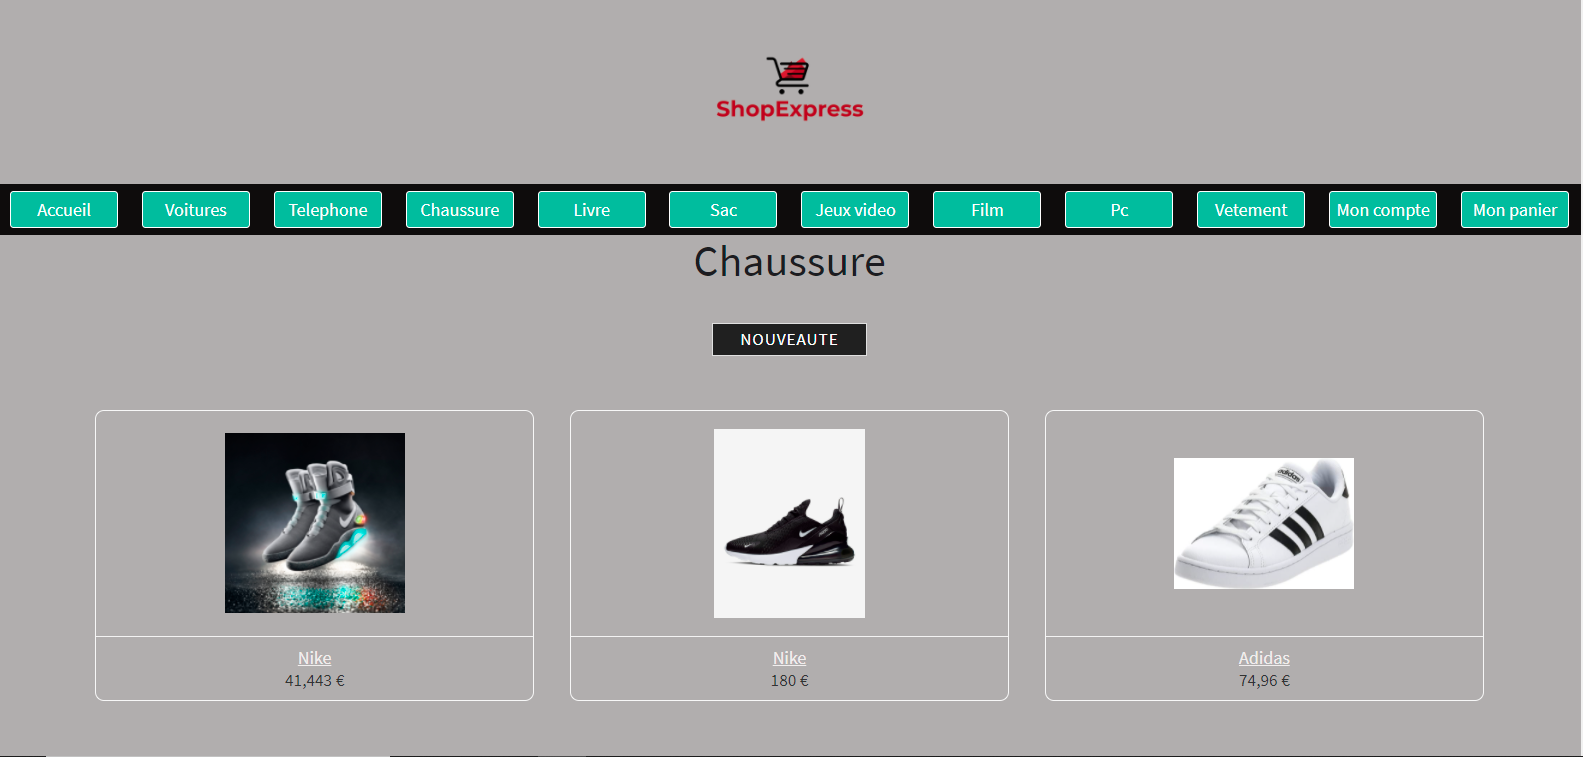 ShopExpress
Accueil Voitures Telephone Chaussure Livre Sac Jeux video Film Pc Vetement Mon compte Mon panier
Chaussure
NOUVEAUTE
adidas
Nike Nike Adidas
41,443 € 180 € 74,96 €